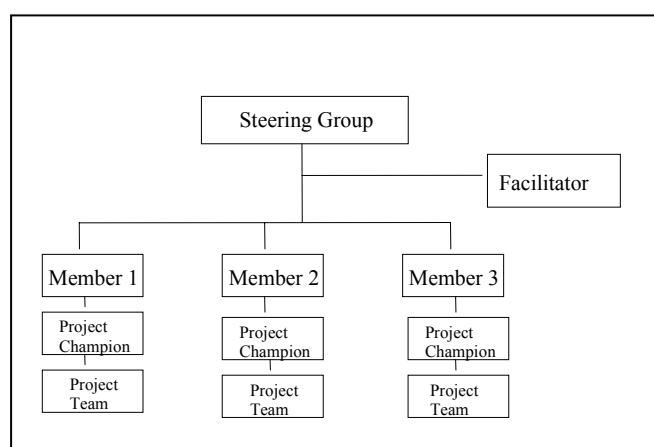 Steering Group
Facilitator
Member 1
Member 2
Member 3
Project
Champion
Project
Champion
Project
Champion
Project
Team
Project
Team
Project
Team